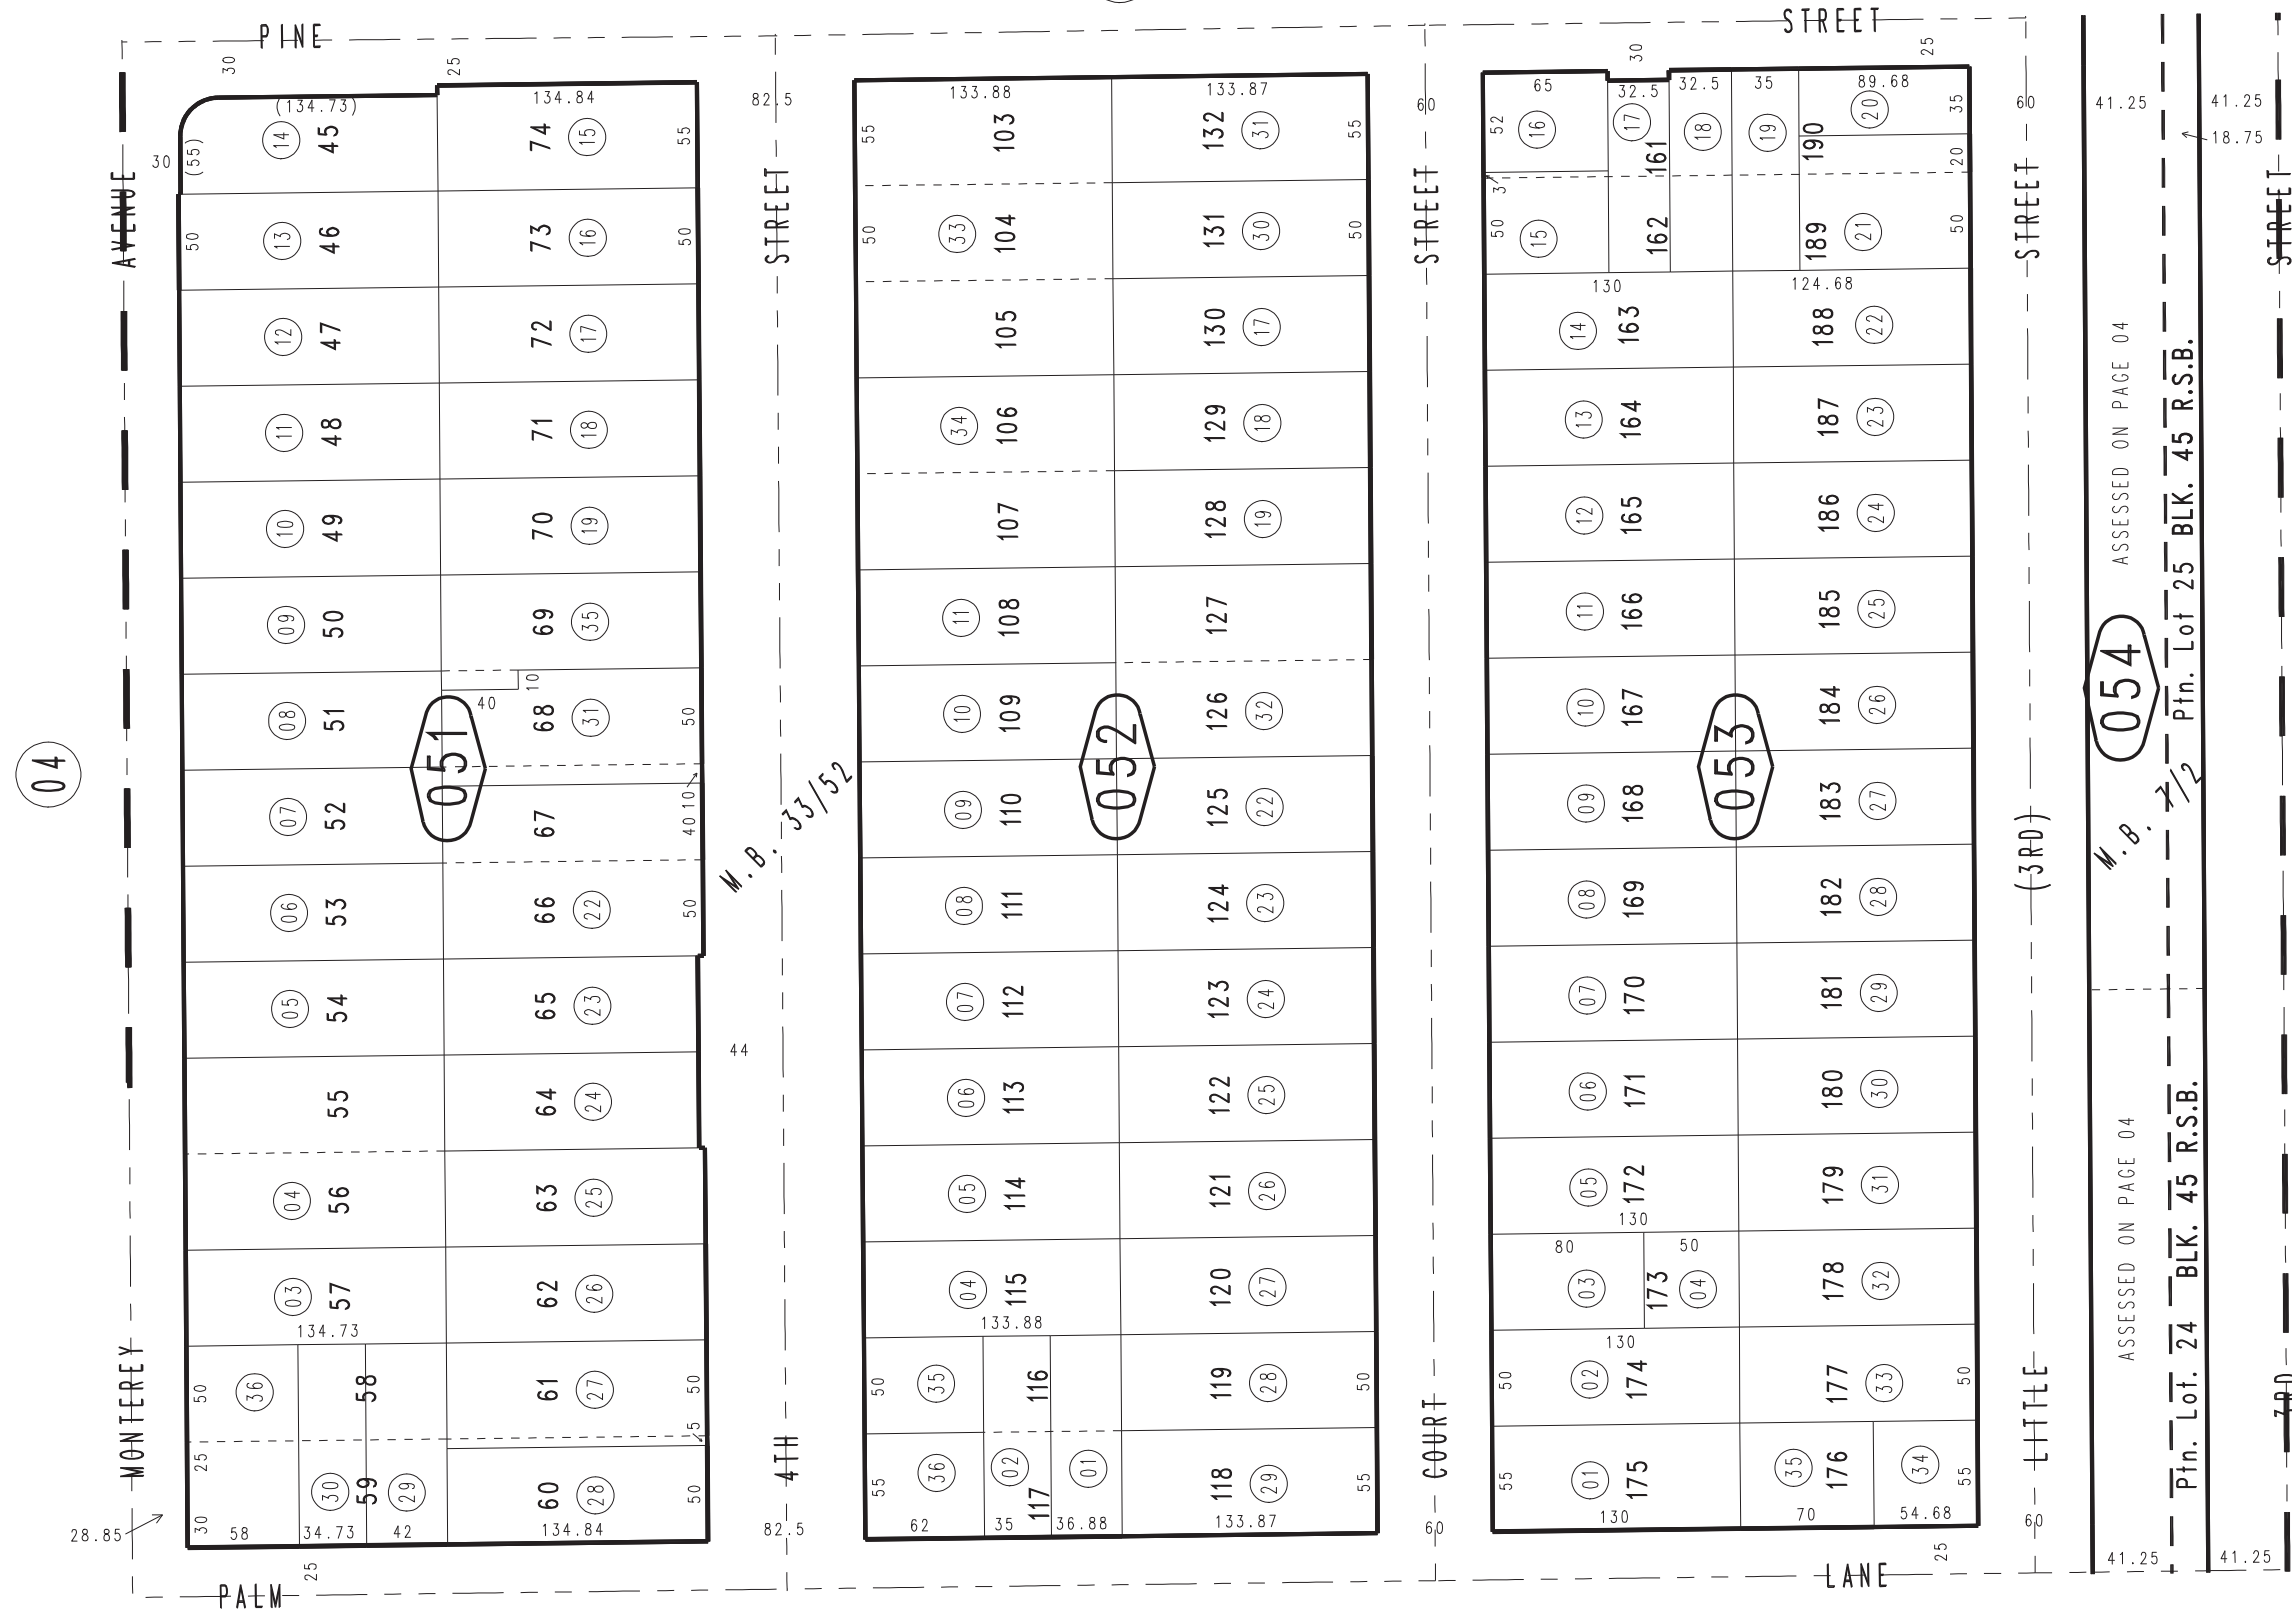 PINE STREET
30 25 30 25
AVENUE
MONTEREY
30
04
28.85
(134.73) 134.84
(55)
14 45 74 15 55
50 13 46 73 16 50
12 47 72 17
11 48 71 18
10 49 70 19
09 50 69 35
10
40
08 51 68 31 50
051
10
07 52 67 40
06 53 66 22 50
05 54 65 23
55 64 24
04 56 63 25
03 57 62 26
134.73
50 36 58 61 27 50
5
25
30 59 29 60 28 50
30
58 34.73 42 134.84
25
82.5
STREET
M.B. 33/52
44
4TH
82.5
133.88 133.87
55 103 132 31 55
50 33 104 131 30 50
105 130 17
34 106 129 18
107 128 19
11 108 127
10 109 126 32
052
09 110 125 22
08 111 124 23
07 112 123 24
06 113 122 25
05 114 121 26
04 115 120 27
133.88
50 35 116 119 28 50
55 36 02 117 01 118 29 55
62 35 36.88 133.87
60
STREET
COURT
60
65 32.5 32.5 35 89.68
52 16 17 161 18 19 190 20 35
20
3
50 15 162 189 21 50
130 124.68
14 163 188 22
13 164 187 23
12 165 186 24
11 166 185 25
10 167 184 26
053
09 168 183 27
08 169 182 28
07 170 181 29
06 171 180 30
05 172 179 31
130
80 50
03 173 04 178 32
130
50 02 174 177 33 50
55 01 175 35 176 34 55
130 70 54.68
25
60
STREET
(3RD)
LITTLE
60
41.25 41.25
18.75
ASSESSED ON PAGE 04
Ptn. Lot 25 BLK. 45 R.S.B.
054
M.B. 7/2
ASSESSED ON PAGE 04
Ptn. Lot. 24 BLK. 45 R.S.B.
41.25 41.25
STREET
3RD
PALM LANE